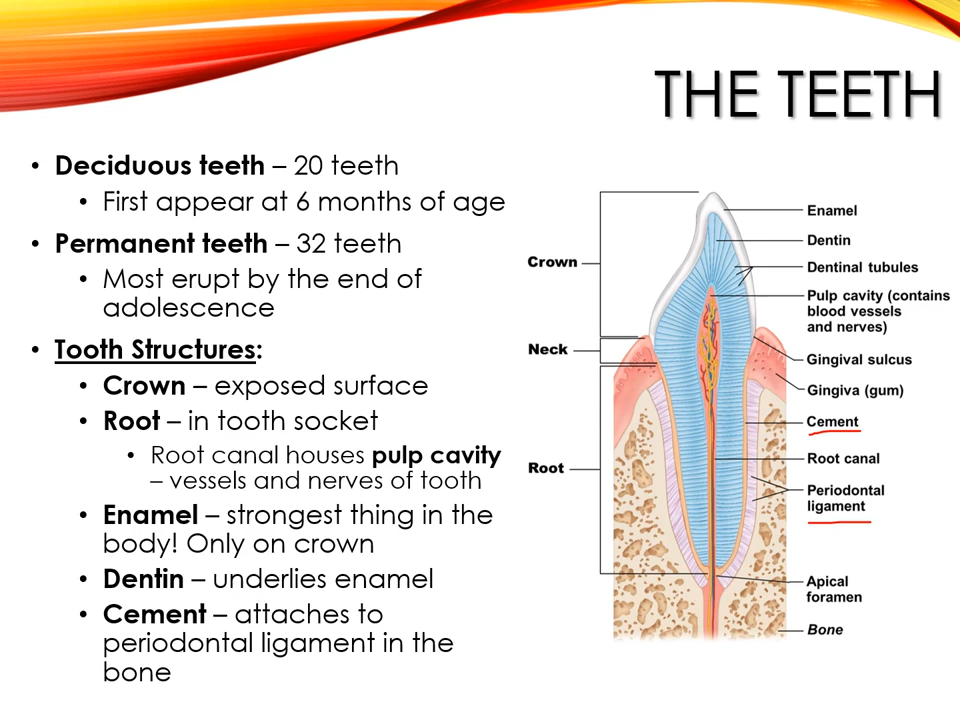 THE TEETH
• Deciduous teeth – 20 teeth
• First appear at 6 months of age
• Permanent teeth – 32 teeth
• Most erupt by the end of
adolescence
• Tooth Structures:
• Crown – exposed surface
• Root – in tooth socket
• Root canal houses pulp cavity
– vessels and nerves of tooth
• Enamel – strongest thing in the
body! Only on crown
• Dentin – underlies enamel
• Cement – attaches to
periodontal ligament in the
bone
Crown
Neck
Root
Enamel
Dentin
Dentinal tubules
Pulp cavity (contains
blood vessels
and nerves)
Gingival sulcus
Gingiva (gum)
Cement
Root canal
Periodontal
ligament
Apical
foramen
Bone